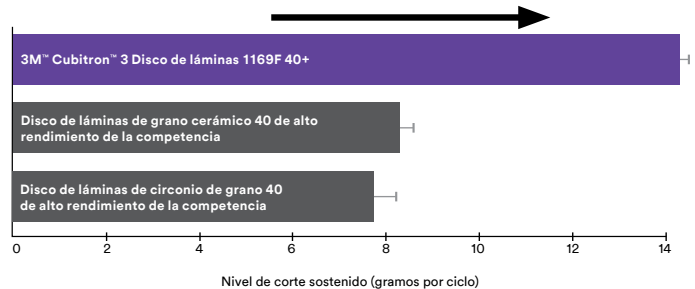 3M™ Cubitron™ 3 Disco de láminas 1169F 40+
Disco de láminas de grano cerámico 40 de alto
rendimiento de la competencia
Disco de láminas de circonio de grano 40
de alto rendimiento de la competencia
0 2 4 6 8 10 12 14
Nivel de corte sostenido (gramos por ciclo)